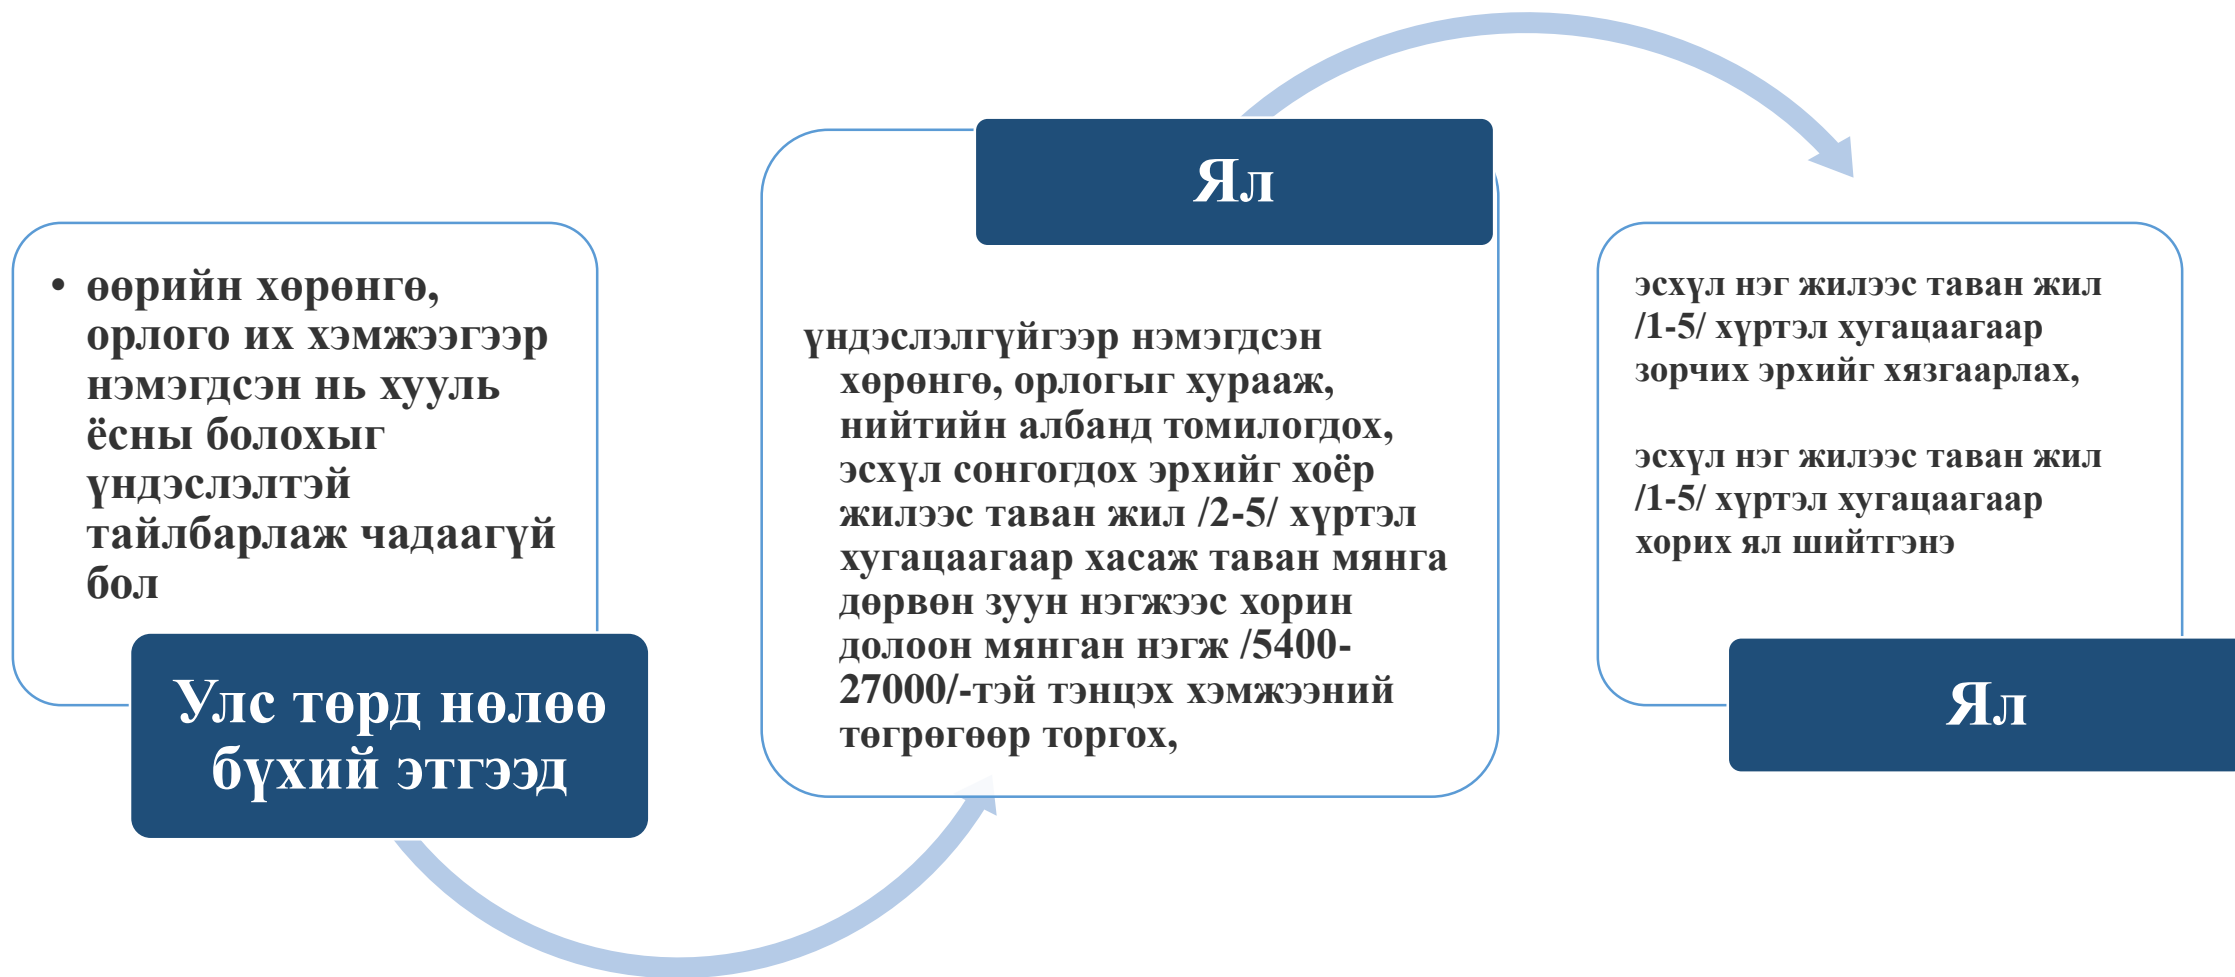 • өөрийн хөрөнгө,
орлого их хэмжээгээр
нэмэгдсэн нь хууль
ёсны болохыг
үндэслэлтэй
тайлбарлаж чадаагүй
бол
Улс төрд нөлөө
бүхий этгээд
Ял
үндэслэлгүйгээр нэмэгдсэн
хөрөнгө, орлогыг хурааж,
нийтийн албанд томилогдох,
эсхүл сонгогдох эрхийг хоёр
жилээс таван жил /2-5/ хүртэл
хугацаагаар хасаж таван мянга
дөрвөн зуун нэгжээс хорин
долоон мянган нэгж /5400-
27000/-тэй тэнцэх хэмжээний
төгрөгөөр торгох,
эсхүл нэг жилээс таван жил
/1-5/ хүртэл хугацаагаар
зорчих эрхийг хязгаарлах,
эсхүл нэг жилээс таван жил
/1-5/ хүртэл хугацаагаар
хорих ял шийтгэнэ
Ял